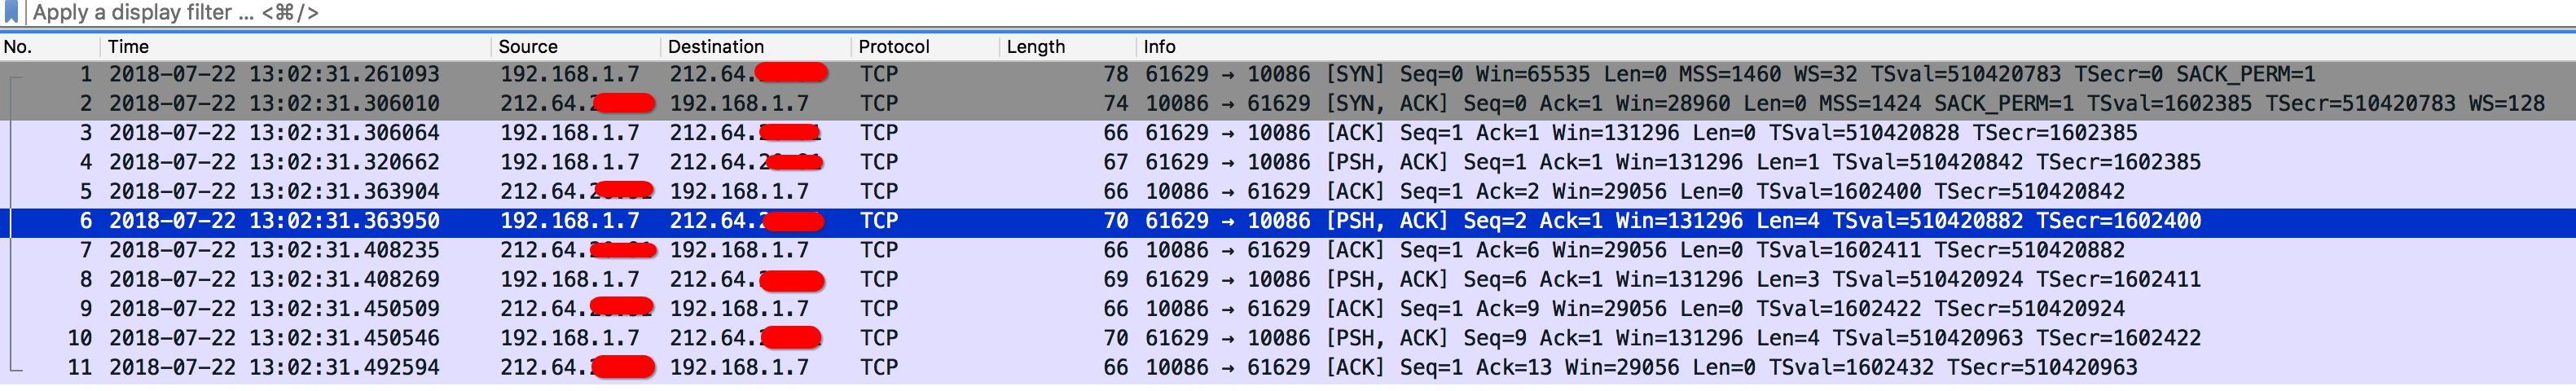 Apply a display filter ... <⌘/>
No. Time Source Destination Protocol Length Info
1 2018-07-22 13:02:31.261093 192.168.1.7 212.64. TCP 78 61629 → 10086 [SYN] Seq=0 Win=65535 Len=0 MSS=1460 WS=32 TSval=510420783 TSecr=0 SACK_PERM=1
2 2018-07-22 13:02:31.306010 212.64. 192.168.1.7 TCP 74 10086 → 61629 [SYN, ACK] Seq=0 Ack=1 Win=28960 Len=0 MSS=1424 SACK_PERM=1 TSval=1602385 TSecr=510420783 WS=128
3 2018-07-22 13:02:31.306064 192.168.1.7 212.64. TCP 66 61629 → 10086 [ACK] Seq=1 Ack=1 Win=131296 Len=0 TSval=510420828 TSecr=1602385
4 2018-07-22 13:02:31.320662 192.168.1.7 212.64. TCP 67 61629 → 10086 [PSH, ACK] Seq=1 Ack=1 Win=131296 Len=1 TSval=510420842 TSecr=1602385
5 2018-07-22 13:02:31.363904 212.64. 192.168.1.7 TCP 66 10086 → 61629 [ACK] Seq=1 Ack=2 Win=29056 Len=0 TSval=1602400 TSecr=510420842
6 2018-07-22 13:02:31.363950 192.168.1.7 212.64. TCP 70 61629 → 10086 [PSH, ACK] Seq=2 Ack=1 Win=131296 Len=4 TSval=510420882 TSecr=1602400
7 2018-07-22 13:02:31.408235 212.64. 192.168.1.7 TCP 66 10086 → 61629 [ACK] Seq=1 Ack=6 Win=29056 Len=0 TSval=1602411 TSecr=510420882
8 2018-07-22 13:02:31.408269 192.168.1.7 212.64. TCP 69 61629 → 10086 [PSH, ACK] Seq=6 Ack=1 Win=131296 Len=3 TSval=510420924 TSecr=1602411
9 2018-07-22 13:02:31.450509 212.64. 192.168.1.7 TCP 66 10086 → 61629 [ACK] Seq=1 Ack=9 Win=29056 Len=0 TSval=1602422 TSecr=510420924
10 2018-07-22 13:02:31.450546 192.168.1.7 212.64. TCP 70 61629 → 10086 [PSH, ACK] Seq=9 Ack=1 Win=131296 Len=4 TSval=510420963 TSecr=1602422
11 2018-07-22 13:02:31.492594 212.64. 192.168.1.7 TCP 66 10086 → 61629 [ACK] Seq=1 Ack=13 Win=29056 Len=0 TSval=1602432 TSecr=510420963